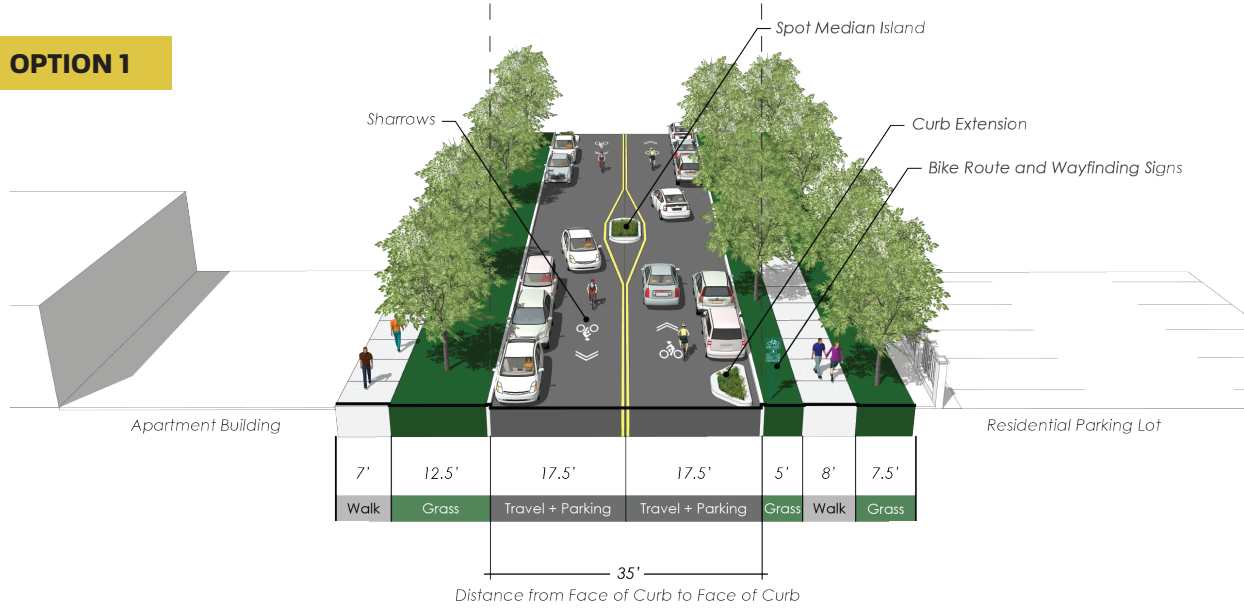 OPTION 1
Spot Median Island
Sharrows
Curb Extension
Bike Route and Wayfinding Signs
Apartment Building
Residential Parking Lot
7’ 12.5’ 17.5’ 17.5’ 5’ 8’ 7.5’
Walk Grass Travel + Parking Travel + Parking Grass Walk Grass
35’
Distance from Face of Curb to Face of Curb